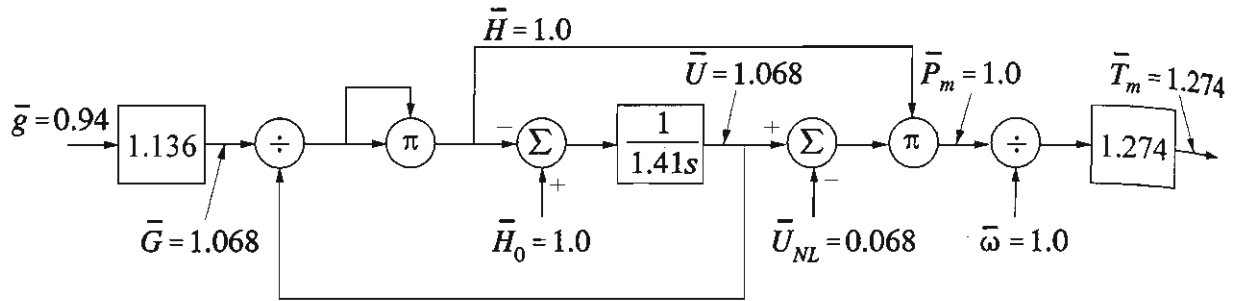 H̄ = 1.0
Ū = 1.068
P̄m = 1.0
T̄m = 1.274
ḡ = 0.94
1.136
÷
π
−
Σ
+
1
1.41s
+
Σ
−
π
÷
1.274
Ḡ = 1.068
H̄0 = 1.0
ŪNL = 0.068
ω̄ = 1.0